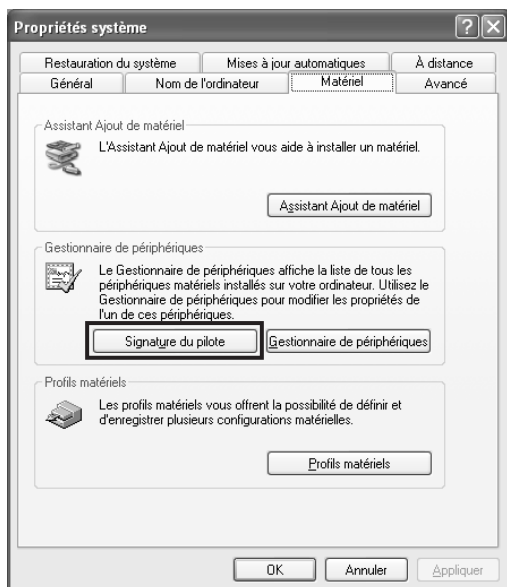 Propriétés système
Restauration du système
Mises à jour automatiques
À distance
Général
Nom de l'ordinateur
Matériel
Avancé
Assistant Ajout de matériel
L'Assistant Ajout de matériel vous aide à installer un matériel.
Assistant Ajout de matériel
Gestionnaire de périphériques
Le Gestionnaire de périphériques affiche la liste de tous les
périphériques matériels installés sur votre ordinateur. Utilisez le
Gestionnaire de périphériques pour modifier les propriétés de
l'un de ces périphériques.
Signature du pilote
Gestionnaire de périphériques
Profils matériels
Les profils matériels vous offrent la possibilité de définir et
d'enregistrer plusieurs configurations matérielles.
Profils matériels
OK
Annuler
Appliquer